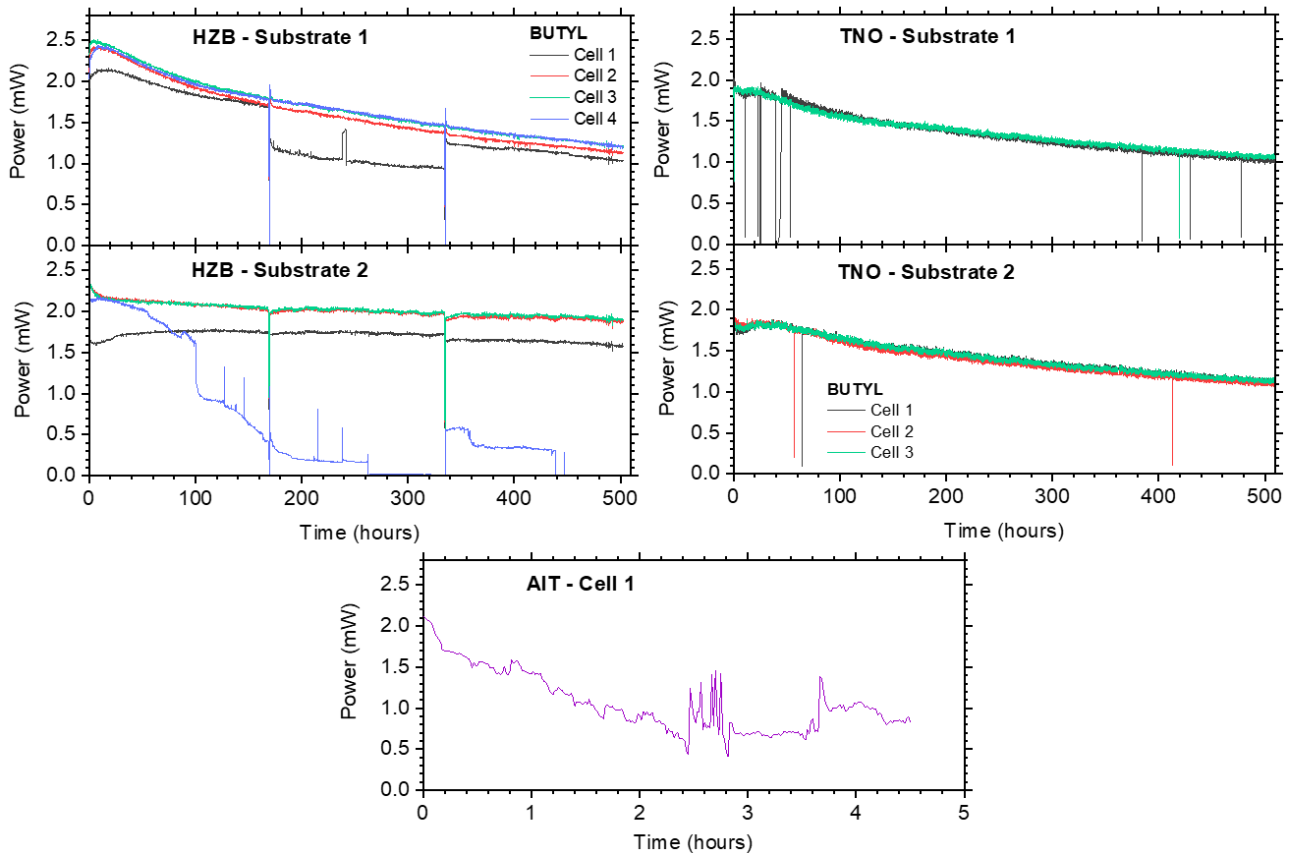 HZB - Substrate 1
BUTYL
Cell 1
Cell 2
Cell 3
Cell 4
Power (mW)
2.5
2.0
1.5
1.0
0.5
0.0
HZB - Substrate 2
Power (mW)
2.5
2.0
1.5
1.0
0.5
0.0
0 100 200 300 400 500
Time (hours)
TNO - Substrate 1
Power (mW)
2.5
2.0
1.5
1.0
0.5
0.0
TNO - Substrate 2
BUTYL
Cell 1
Cell 2
Cell 3
Power (mW)
2.5
2.0
1.5
1.0
0.5
0.0
0 100 200 300 400 500
Time (hours)
AIT - Cell 1
Power (mW)
2.5
2.0
1.5
1.0
0.5
0.0
0 1 2 3 4 5
Time (hours)